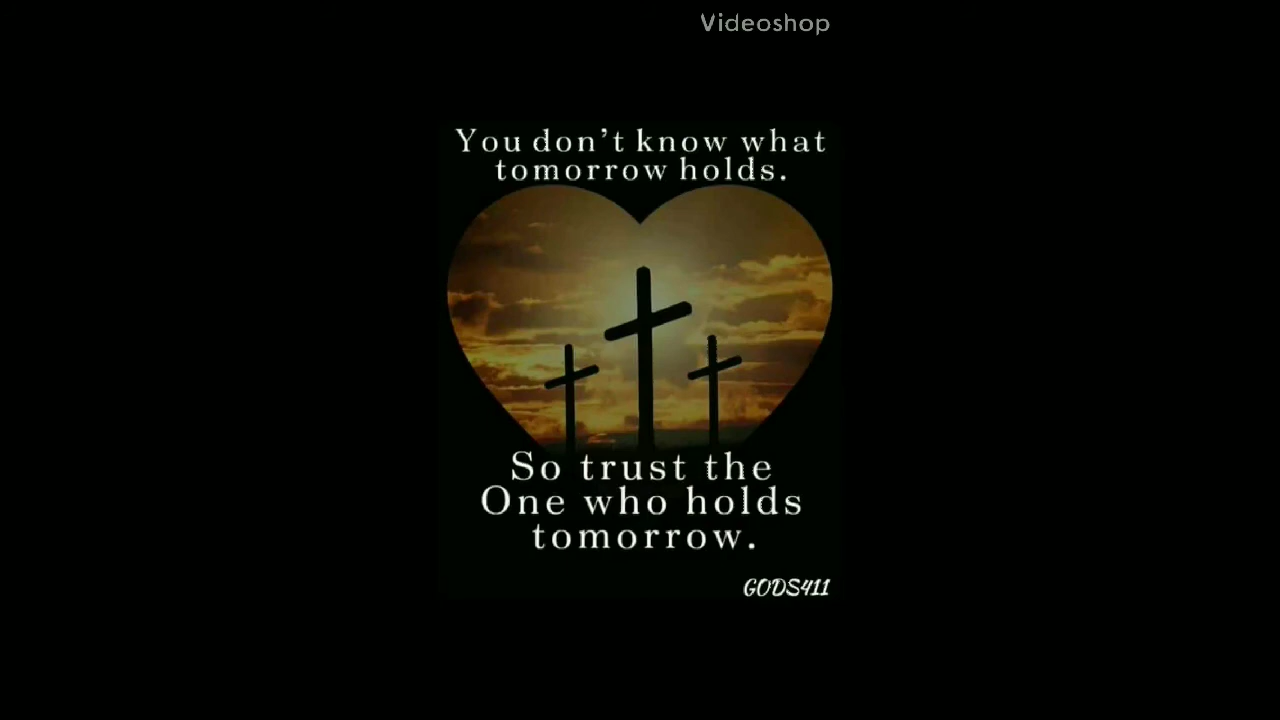 Videoshop
You don't know what
tomorrow holds.
So trust the
One who holds
tomorrow.
GODS411